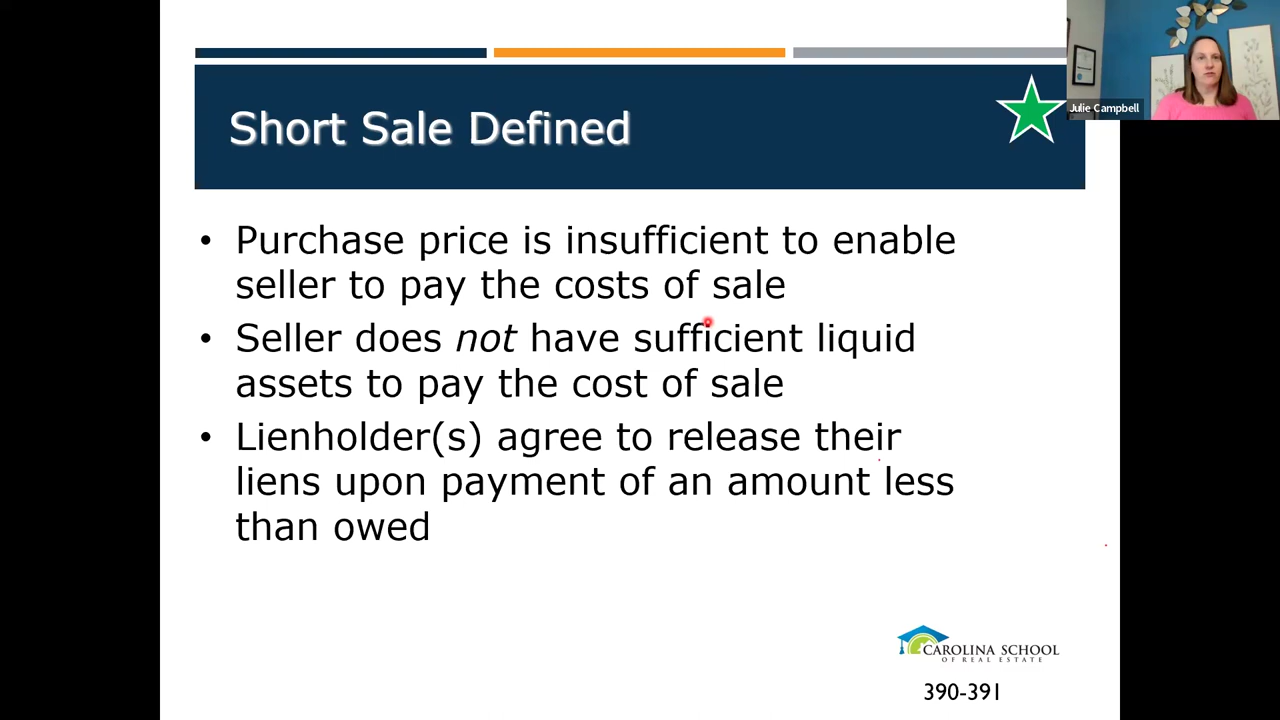 Short Sale Defined
Julie Campbell
• Purchase price is insufficient to enable
seller to pay the costs of sale
• Seller does not have sufficient liquid
assets to pay the cost of sale
• Lienholder(s) agree to release their
liens upon payment of an amount less
than owed
CAROLINA SCHOOL
OF REAL ESTATE
390-391